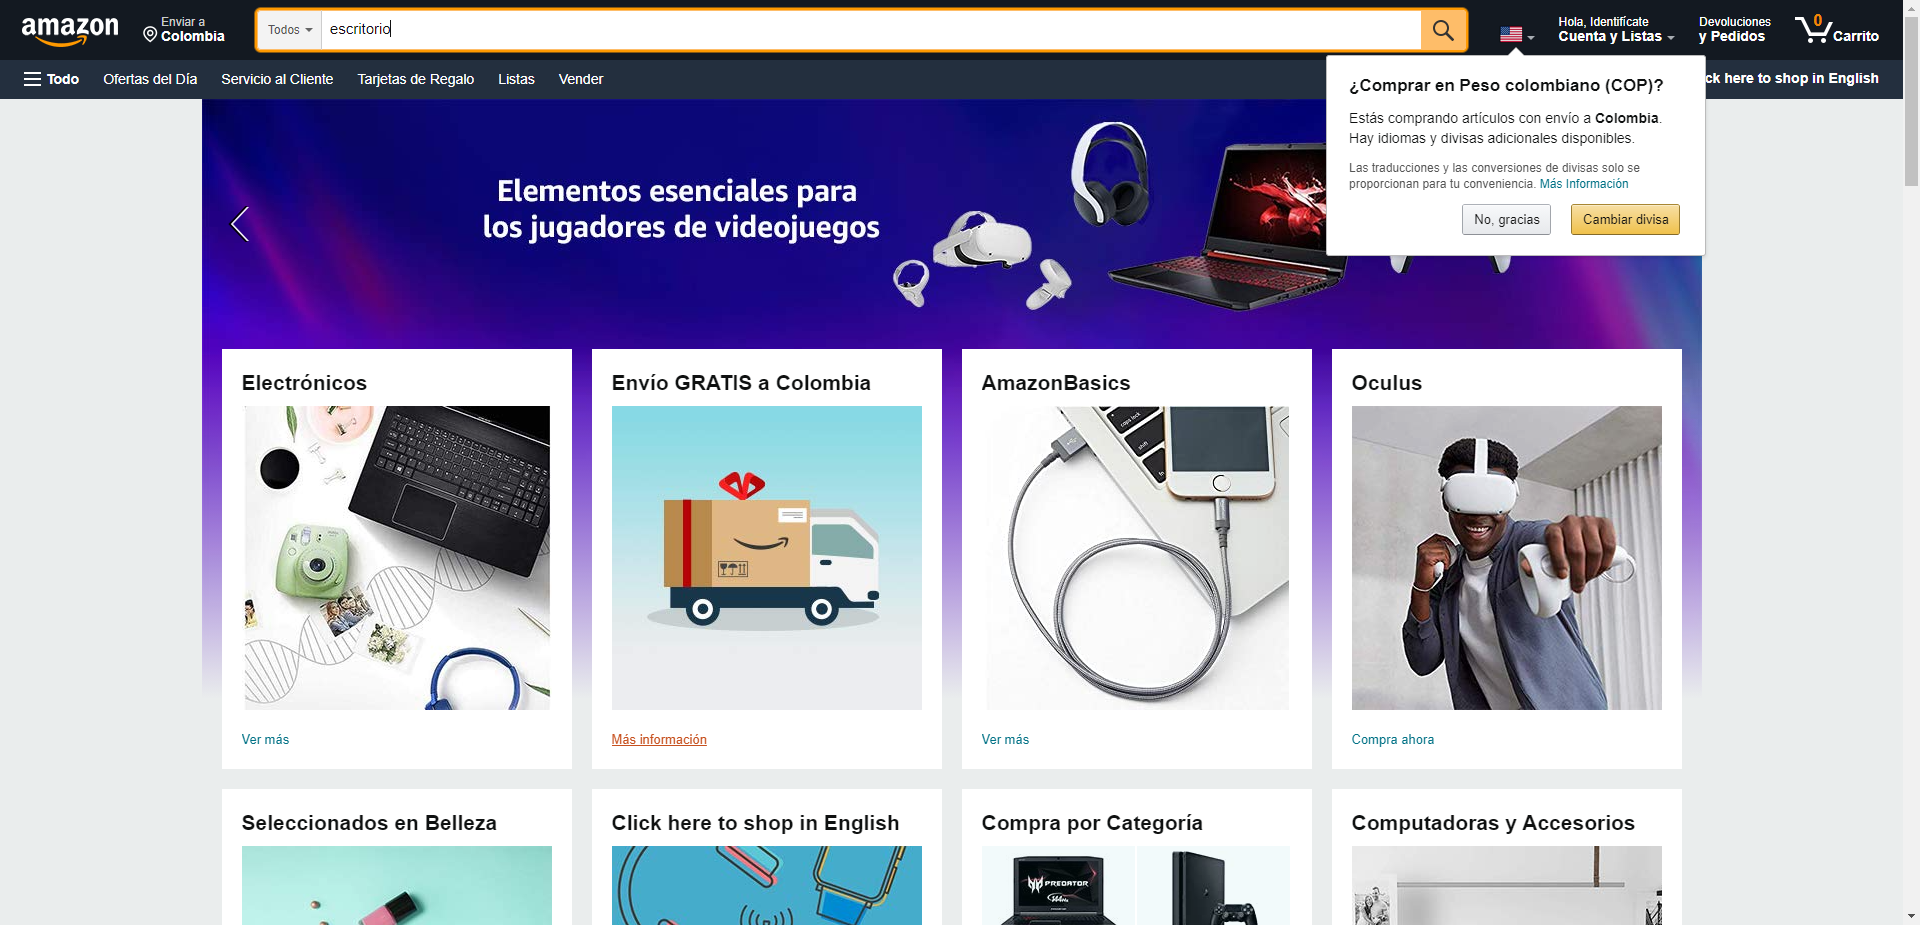 amazon
Enviar a
Colombia
Todos
escritorio
Hola, Identifícate
Cuenta y Listas
Devoluciones
y Pedidos
0
Carrito
Todo
Ofertas del Día
Servicio al Cliente
Tarjetas de Regalo
Listas
Vender
ck here to shop in English
¿Comprar en Peso colombiano (COP)?
Estás comprando artículos con envío a Colombia.
Hay idiomas y divisas adicionales disponibles.
Las traducciones y las conversiones de divisas solo se
proporcionan para tu conveniencia. Más Información
No, gracias
Cambiar divisa
Elementos esenciales para
los jugadores de videojuegos
Electrónicos
Envío GRATIS a Colombia
AmazonBasics
Oculus
caps lock
shift
fn
Ver más
Más información
Ver más
Compra ahora
Seleccionados en Belleza
Click here to shop in English
Compra por Categoría
Computadoras y Accesorios
PREDATOR